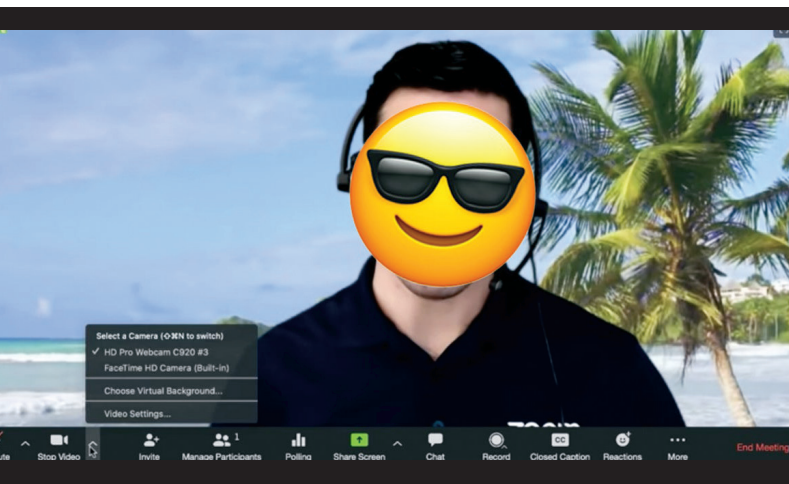 Select a Camera (⇧⌘N to switch)
✓ HD Pro Webcam C920 #3
FaceTime HD Camera (Built-in)
Choose Virtual Background...
Video Settings...
zoom
1
Stop Video Invite Manage Participants Polling Share Screen Chat Record CC Closed Caption Reactions More End Meeting